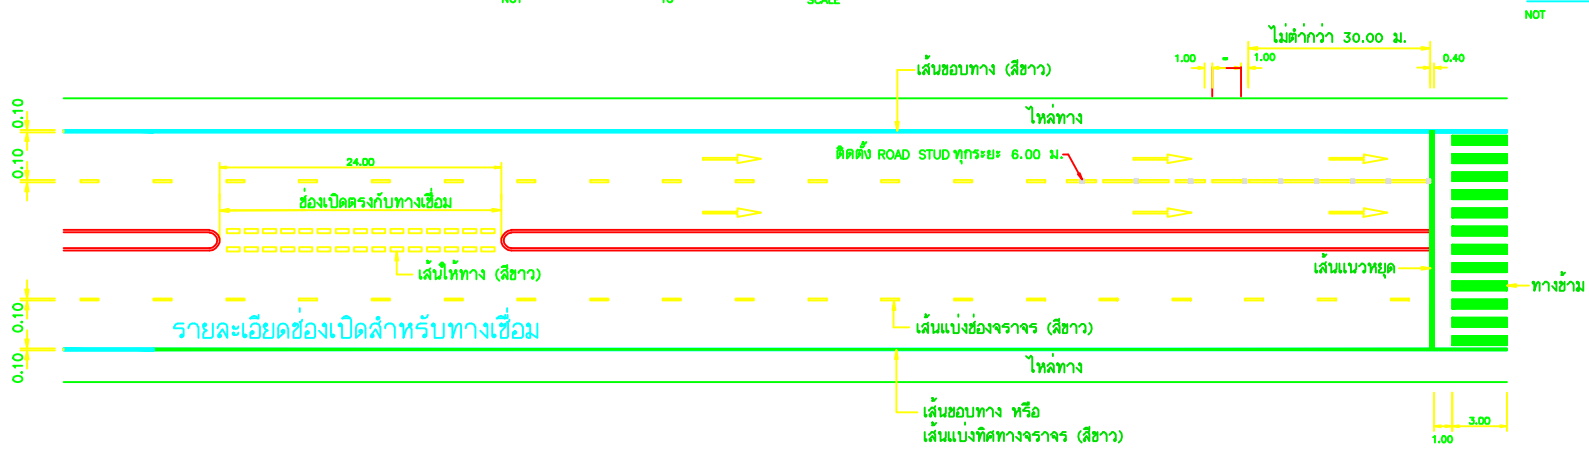 NOT TO SCALE
NOT
ไม่ต่ำกว่า 30.00 ม.
1.00 - 1.00 0.40
เส้นขอบทาง (สีขาว)
0.10
ไหล่ทาง
0.10
24.00
ติดตั้ง ROAD STUD ทุกระยะ 6.00 ม.
ช่องเปิดตรงกับทางเชื่อม
เส้นให้ทาง (สีขาว)
เส้นแนวหยุด
ทางข้าม
0.10
รายละเอียดช่องเปิดสำหรับทางเชื่อม
เส้นแบ่งช่องจราจร (สีขาว)
0.10
ไหล่ทาง
เส้นขอบทาง หรือ
เส้นแบ่งทิศทางจราจร (สีขาว)
3.00
1.00